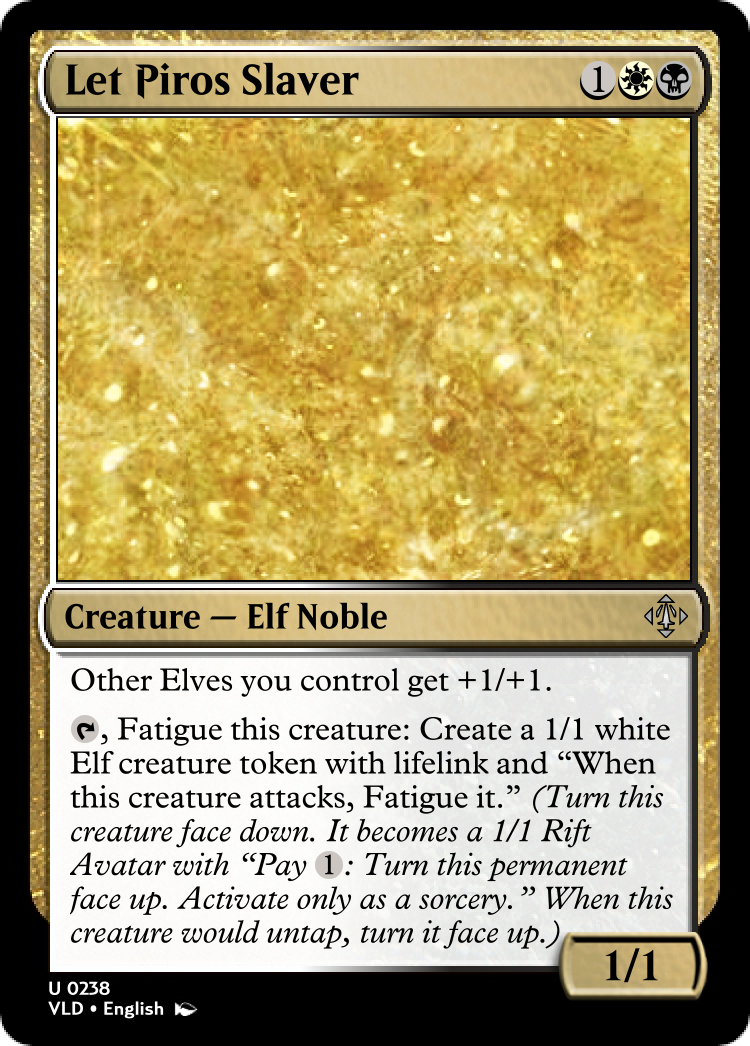 Let Piros Slaver
1
Creature — Elf Noble
Other Elves you control get +1/+1.
, Fatigue this creature: Create a 1/1 white
Elf creature token with lifelink and “When
this creature attacks, Fatigue it.” (Turn this
creature face down. It becomes a 1/1 Rift
Avatar with “Pay 1: Turn this permanent
face up. Activate only as a sorcery.” When this
creature would untap, turn it face up.)
1/1
U 0238
VLD • English